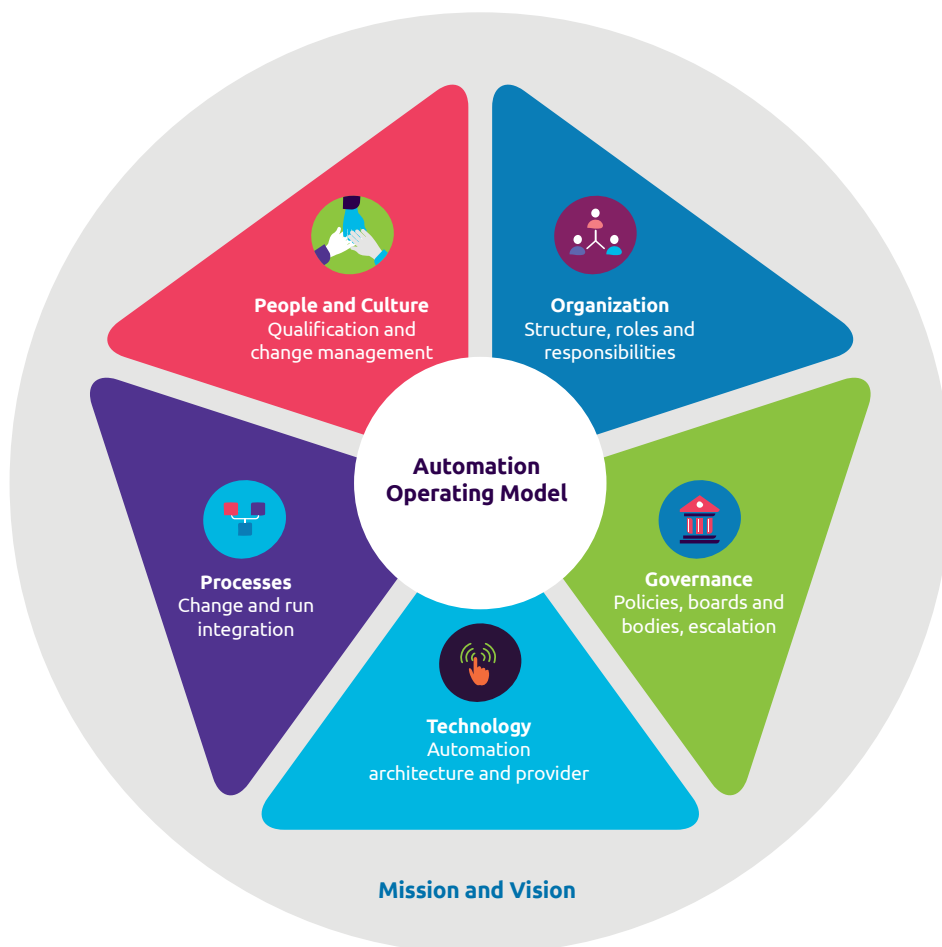 People and Culture
Qualification and
change management
Organization
Structure, roles and
responsibilities
Automation
Operating Model
Processes
Change and run
integration
Governance
Policies, boards and
bodies, escalation
Technology
Automation
architecture and provider
Mission and Vision